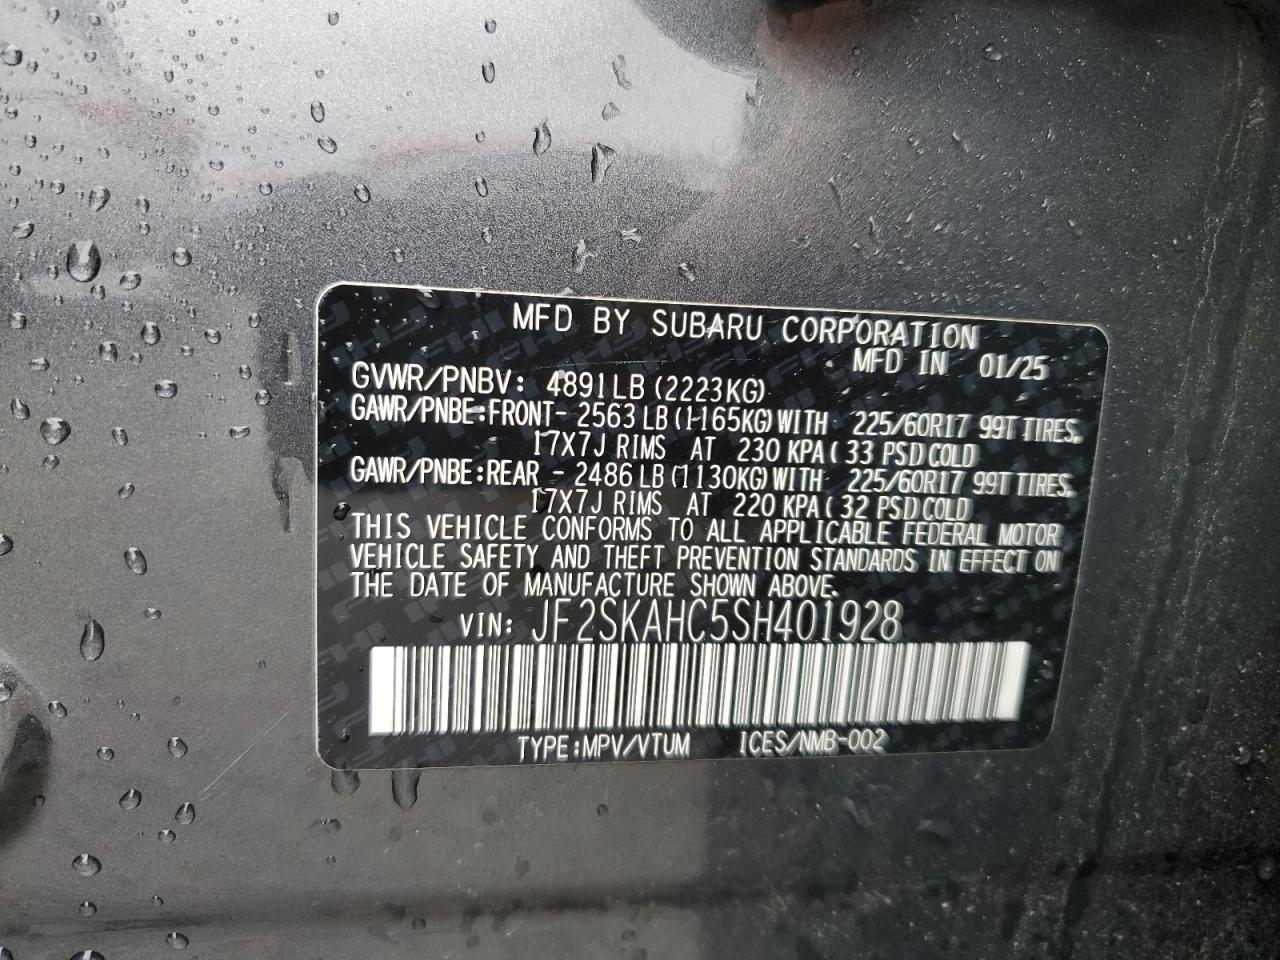 MFD BY SUBARU CORPORATION
MFD IN 01/25
GVWR/PNBV: 4891LB (2223KG)
GAWR/PNBE:FRONT- 2563 LB (1165KG) WITH 225/60R17 99T TIRES,
17X7J RIMS AT 230 KPA ( 33 PSI) COLD
GAWR/PNBE:REAR - 2486 LB (1130KG) WITH 225/60R17 99T TIRES,
17X7J RIMS AT 220 KPA ( 32 PSI) COLD
THIS VEHICLE CONFORMS TO ALL APPLICABLE FEDERAL MOTOR
VEHICLE SAFETY AND THEFT PREVENTION STANDARDS IN EFFECT ON
THE DATE OF MANUFACTURE SHOWN ABOVE.
VIN: JF2SKAHC5SH401928
TYPE:MPV/VTUM ICES/NMB-002